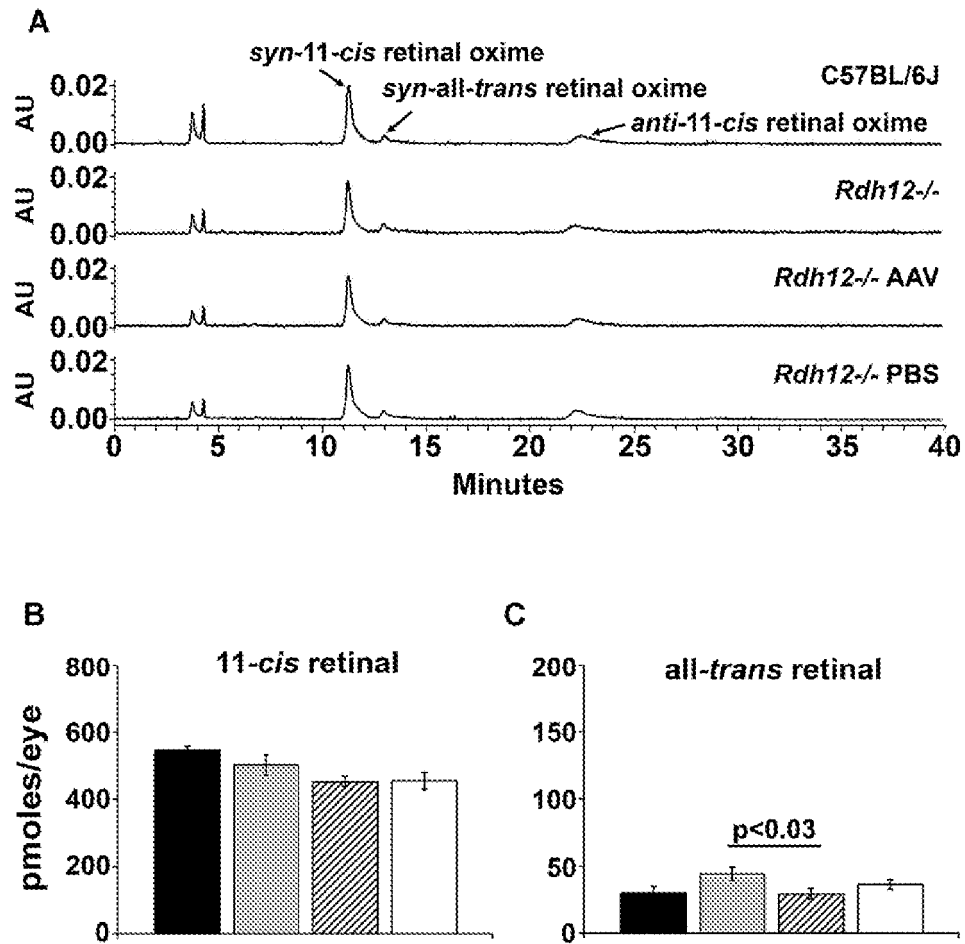 A
syn-11-cis retinal oxime
C57BL/6J
syn-all-trans retinal oxime
anti-11-cis retinal oxime
AU
0.02
0.00
Rdh12-/-
AU
0.02
0.00
Rdh12-/- AAV
AU
0.02
0.00
Rdh12-/- PBS
AU
0.02
0.00
0 5 10 15 20 25 30 35 40
Minutes
B
11-cis retinal
pmoles/eye
800
600
400
200
0
C
all-trans retinal
200
150
100
50
0
p<0.03